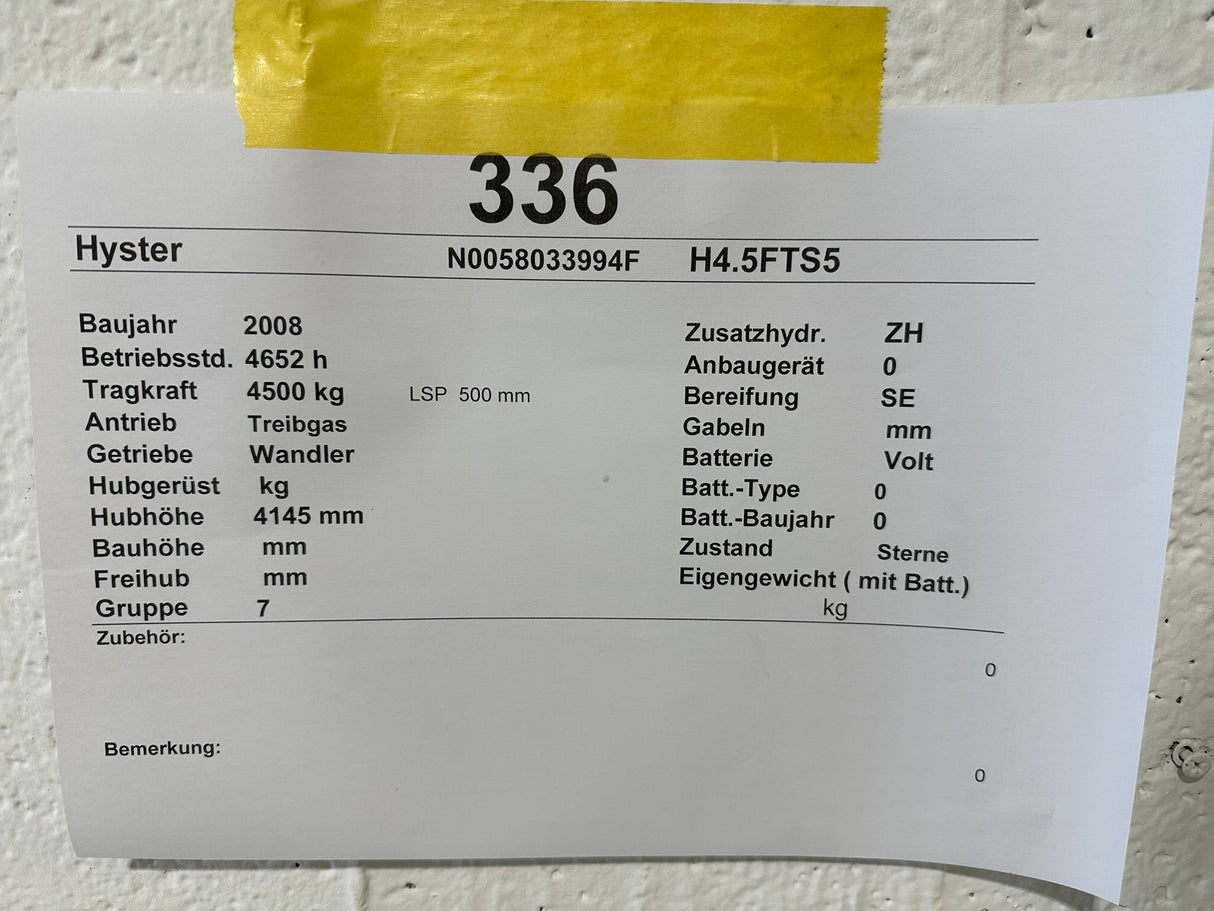 336
Hyster N0058033994F H4.5FTS5
Baujahr 2008
Betriebsstd. 4652 h
Tragkraft 4500 kg LSP 500 mm
Antrieb Treibgas
Getriebe Wandler
Hubgerüst kg
Hubhöhe 4145 mm
Bauhöhe mm
Freihub mm
Gruppe 7
Zusatzhydr. ZH
Anbaugerät 0
Bereifung SE
Gabeln mm
Batterie Volt
Batt.-Type 0
Batt.-Baujahr 0
Zustand Sterne
Eigengewicht ( mit Batt.)
kg
Zubehör:
0
Bemerkung:
0